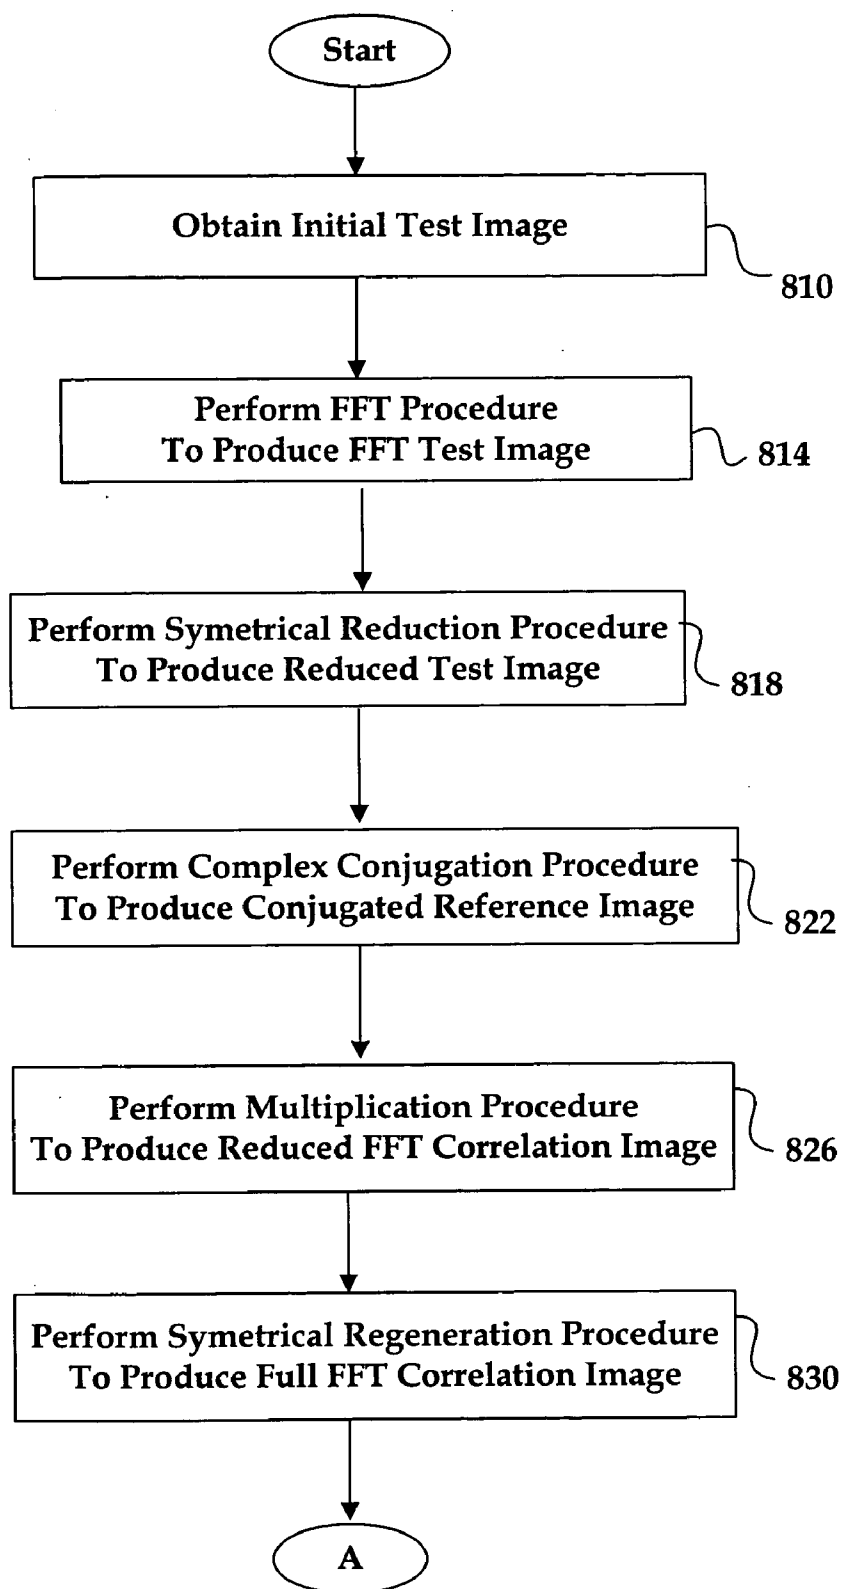 Start
Obtain Initial Test Image
810
Perform FFT Procedure
To Produce FFT Test Image
814
Perform Symetrical Reduction Procedure
To Produce Reduced Test Image
818
Perform Complex Conjugation Procedure
To Produce Conjugated Reference Image
822
Perform Multiplication Procedure
To Produce Reduced FFT Correlation Image
826
Perform Symetrical Regeneration Procedure
To Produce Full FFT Correlation Image
830
A